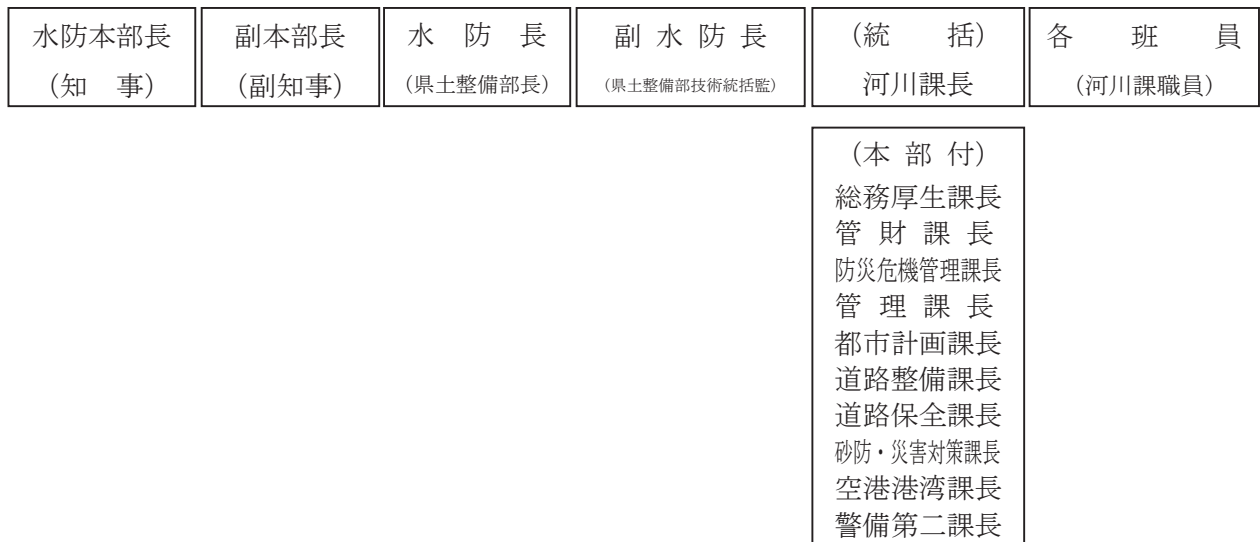 水防本部長
(知　事)
副本部長
(副知事)
水　防　長
(県土整備部長)
副 水 防 長
(県土整備部技術統括監)
(統　　括)
河川課長
各　班　員
(河川課職員)
(本 部 付)
総務厚生課長
管 財 課 長
防災危機管理課長
管 理 課 長
都市計画課長
道路整備課長
道路保全課長
砂防・災害対策課長
空港港湾課長
警備第二課長